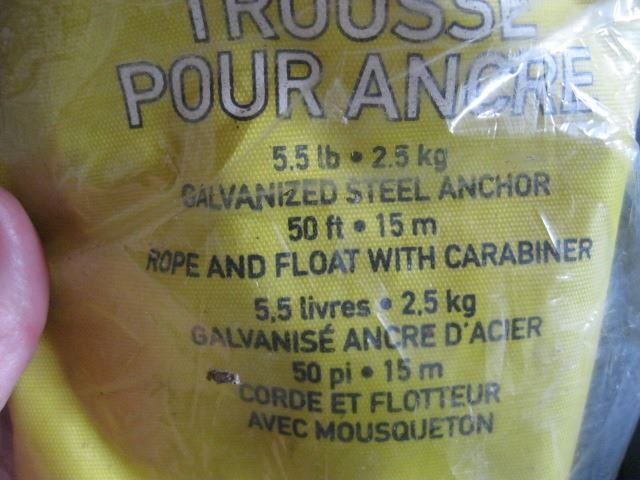 TROUSSE
POUR ANCRE
5.5 lb • 2.5 kg
GALVANIZED STEEL ANCHOR
50 ft • 15 m
ROPE AND FLOAT WITH CARABINER
5,5 livres • 2,5 kg
GALVANISÉ ANCRE D'ACIER
50 pi • 15 m
CORDE ET FLOTTEUR
AVEC MOUSQUETON